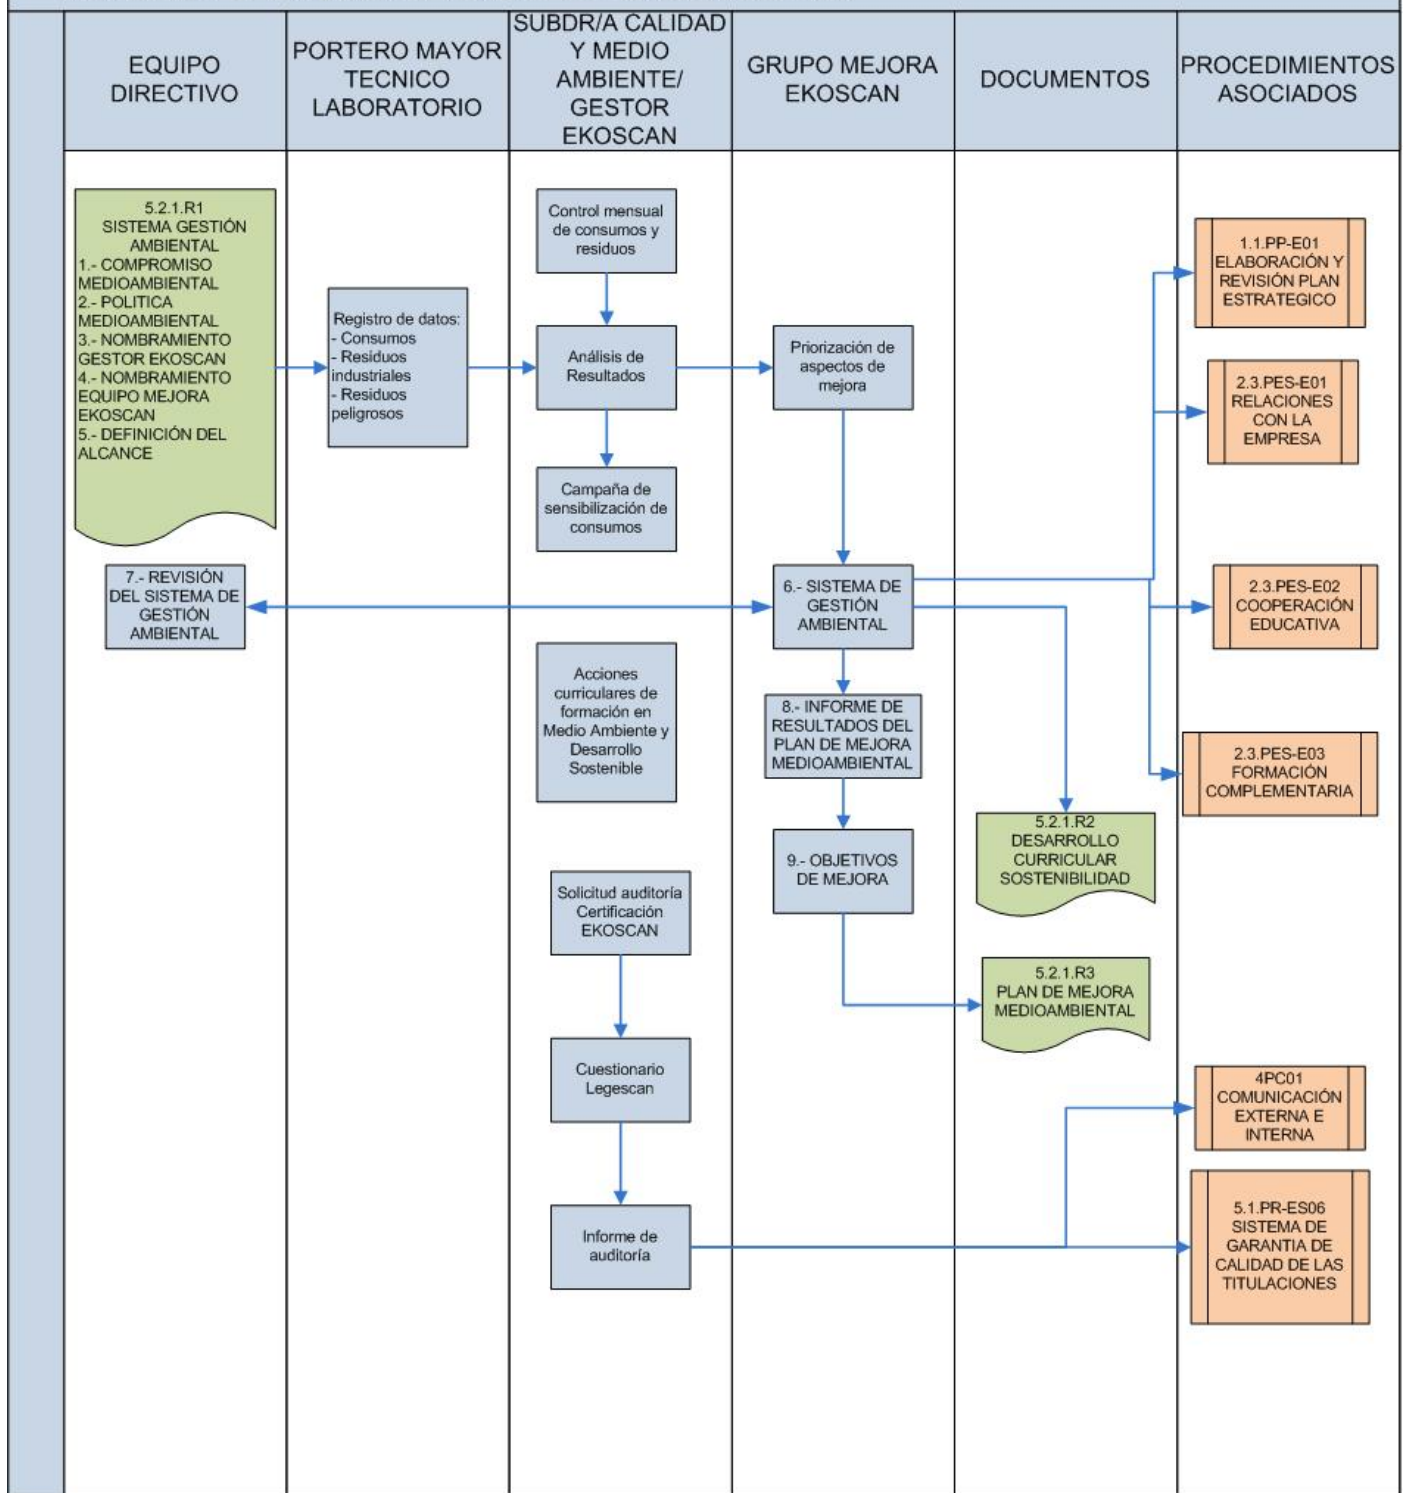 EQUIPO
DIRECTIVO
PORTERO MAYOR
TECNICO
LABORATORIO
SUBDR/A CALIDAD
Y MEDIO
AMBIENTE/
GESTOR
EKOSCAN
GRUPO MEJORA
EKOSCAN
DOCUMENTOS
PROCEDIMIENTOS
ASOCIADOS
5.2.1.R1
SISTEMA GESTIÓN
AMBIENTAL
1.- COMPROMISO
MEDIOAMBIENTAL
2.- POLITICA
MEDIOAMBIENTAL
3.- NOMBRAMIENTO
GESTOR EKOSCAN
4.- NOMBRAMIENTO
EQUIPO MEJORA
EKOSCAN
5.- DEFINICIÓN DEL
ALCANCE
Registro de datos:
- Consumos
- Residuos
industriales
- Residuos
peligrosos
Control mensual
de consumos y
residuos
Análisis de
Resultados
Campaña de
sensibilización de
consumos
Priorización de
aspectos de
mejora
1.1.PP-E01
ELABORACIÓN Y
REVISIÓN PLAN
ESTRATEGICO
2.3.PES-E01
RELACIONES
CON LA
EMPRESA
7.- REVISIÓN
DEL SISTEMA DE
GESTIÓN
AMBIENTAL
6.- SISTEMA DE
GESTIÓN
AMBIENTAL
2.3.PES-E02
COOPERACIÓN
EDUCATIVA
Acciones
curriculares de
formación en
Medio Ambiente y
Desarrollo
Sostenible
8.- INFORME DE
RESULTADOS DEL
PLAN DE MEJORA
MEDIOAMBIENTAL
2.3.PES-E03
FORMACIÓN
COMPLEMENTARIA
9.- OBJETIVOS
DE MEJORA
5.2.1.R2
DESARROLLO
CURRICULAR
SOSTENIBILIDAD
Solicitud auditoría
Certificación
EKOSCAN
5.2.1.R3
PLAN DE MEJORA
MEDIOAMBIENTAL
Cuestionario
Legescan
4PC01
COMUNICACIÓN
EXTERNA E
INTERNA
Informe de
auditoría
5.1.PR-ES06
SISTEMA DE
GARANTIA DE
CALIDAD DE LAS
TITULACIONES